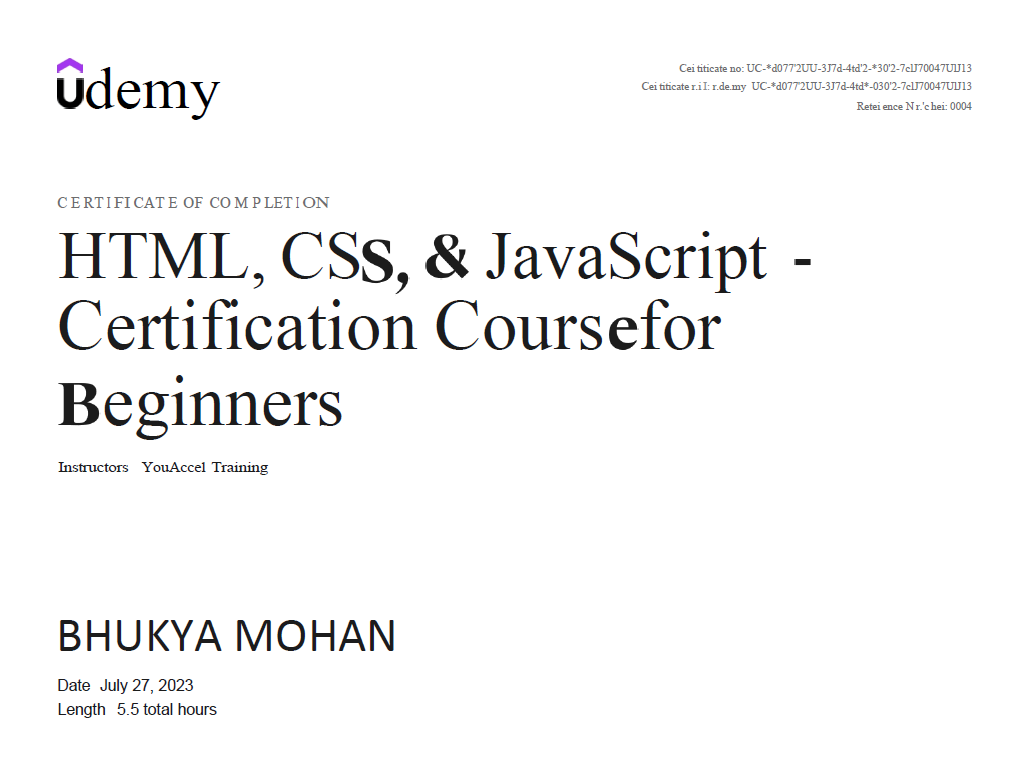 Udemy
Cei titicate no: UC-*d077'2UU-3J7d-4td'2-*30'2-7clJ70047UlJ13
Cei titicate r.i I: r.de.my UC-*d077'2UU-3J7d-4td*-030'2-7clJ70047UlJ13
Retei ence N r.'c hei: 0004
CERTIFICATE OF COMPLETION
HTML, CSS, & JavaScript -
Certification Coursefor
Beginners
Instructors YouAccel Training
BHUKYA MOHAN
Date July 27, 2023
Length 5.5 total hours